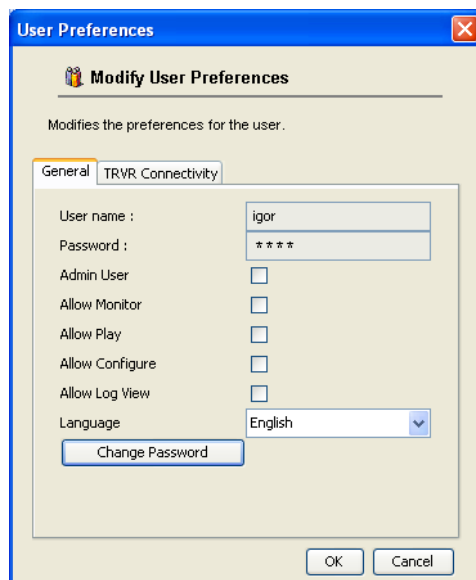 User Preferences
Modify User Preferences
Modifies the preferences for the user.
General TRVR Connectivity
User name : igor
Password : ****
Admin User
Allow Monitor
Allow Play
Allow Configure
Allow Log View
Language English
Change Password
OK Cancel